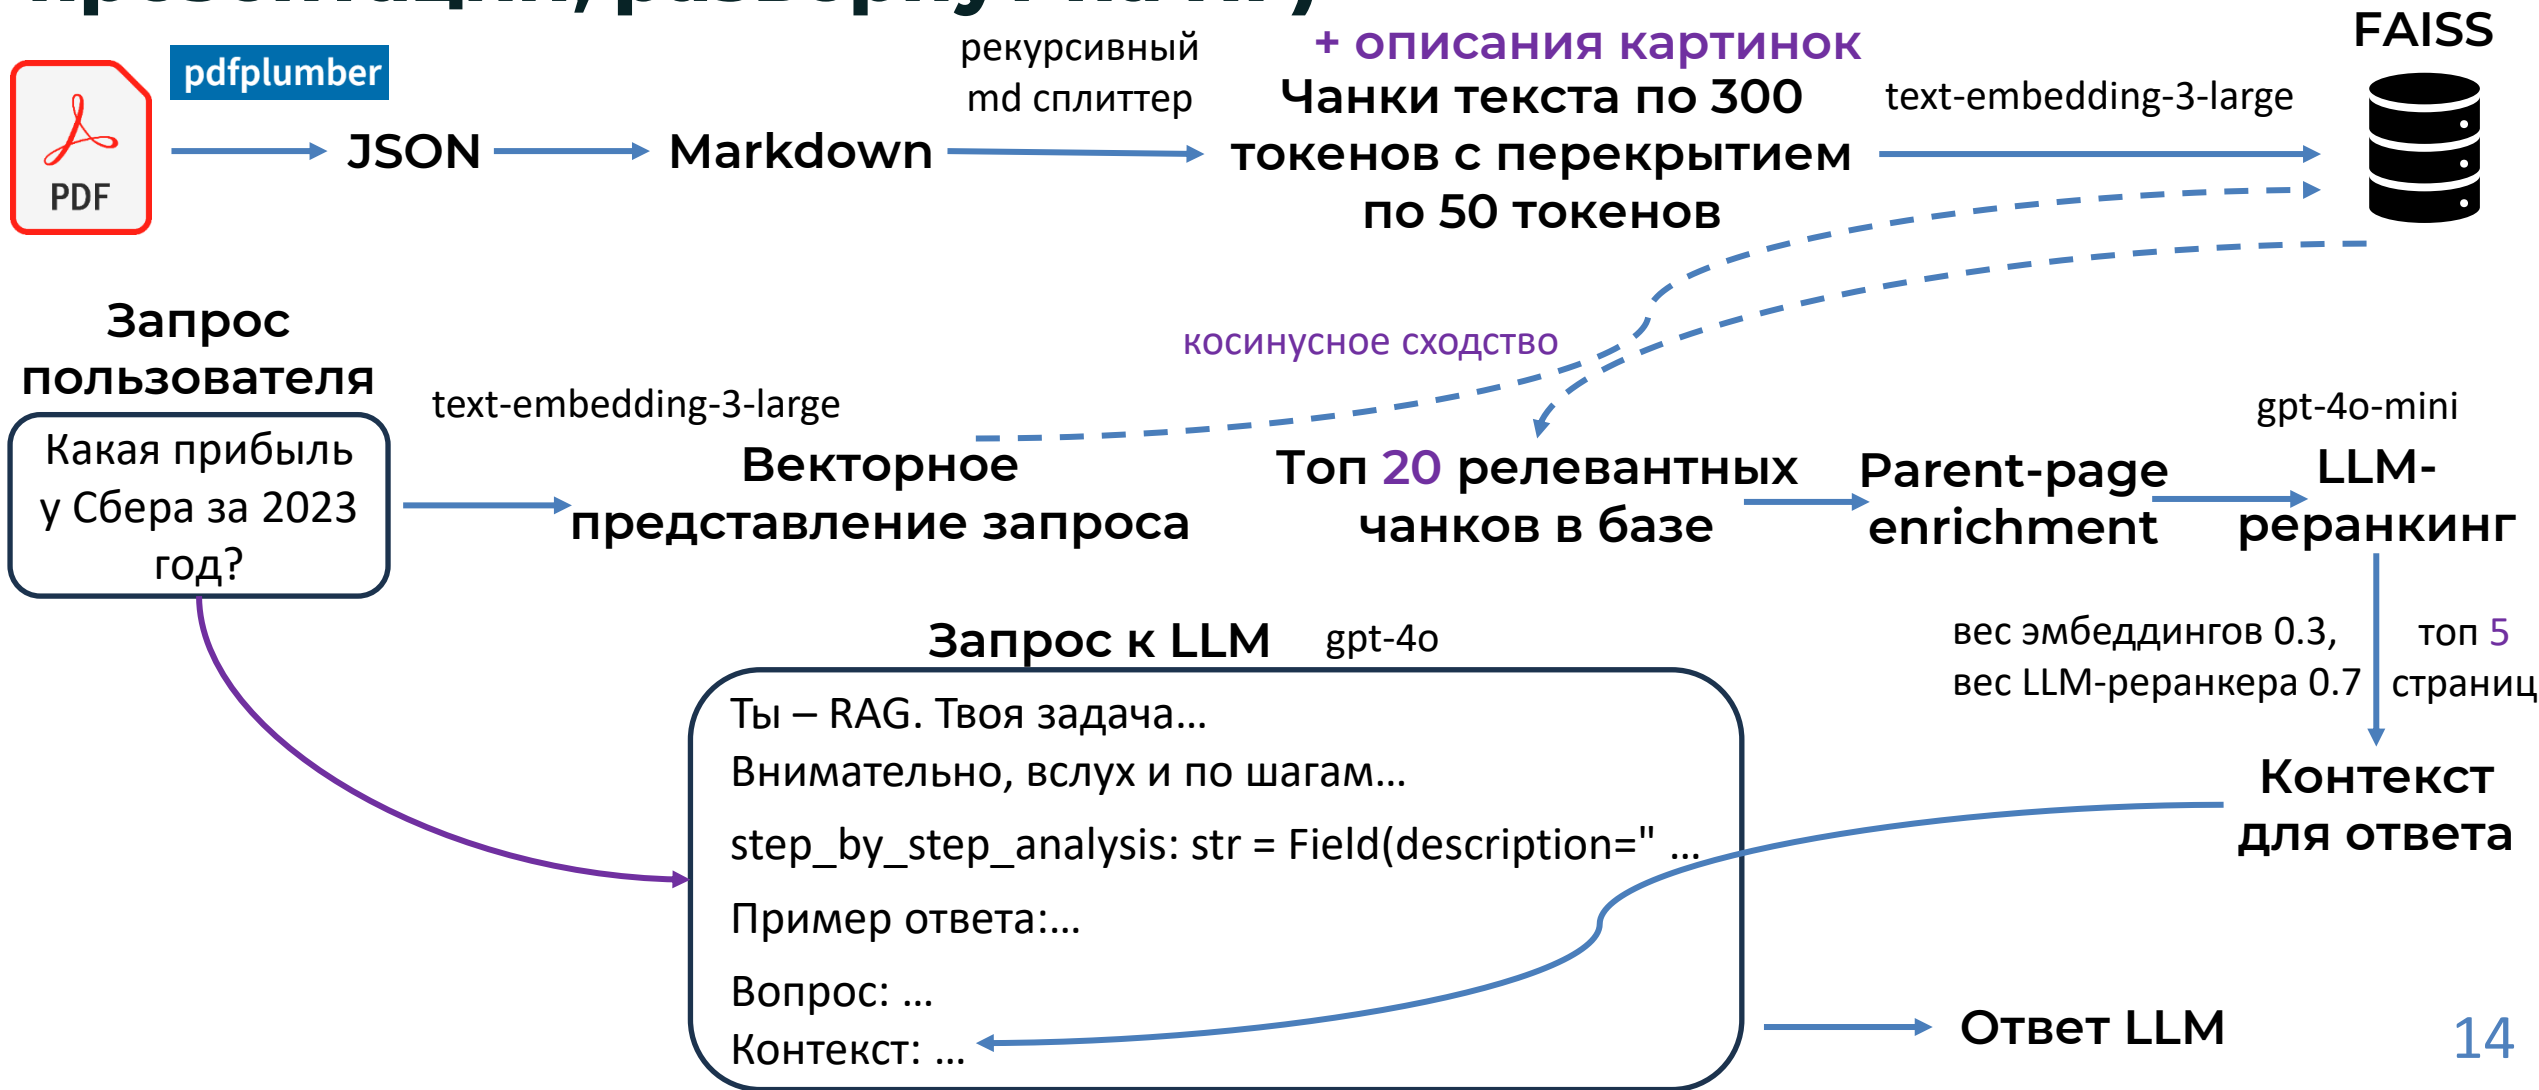 pdfplumber
PDF
JSON
Markdown
рекурсивный
md сплиттер
+ описания картинок
Чанки текста по 300
токенов с перекрытием
по 50 токенов
text-embedding-3-large
FAISS
Запрос
пользователя
Какая прибыль
у Сбера за 2023
год?
text-embedding-3-large
Векторное
представление запроса
косинусное сходство
Топ 20 релевантных
чанков в базе
Parent-page
enrichment
gpt-4o-mini
LLM-
реранкинг
вес эмбеддингов 0.3,
вес LLM-реранкера 0.7
топ 5
страниц
Контекст
для ответа
Запрос к LLM gpt-4o
Ты – RAG. Твоя задача…
Внимательно, вслух и по шагам…
step_by_step_analysis: str = Field(description=" …
Пример ответа:…
Вопрос: …
Контекст: …
Ответ LLM
14